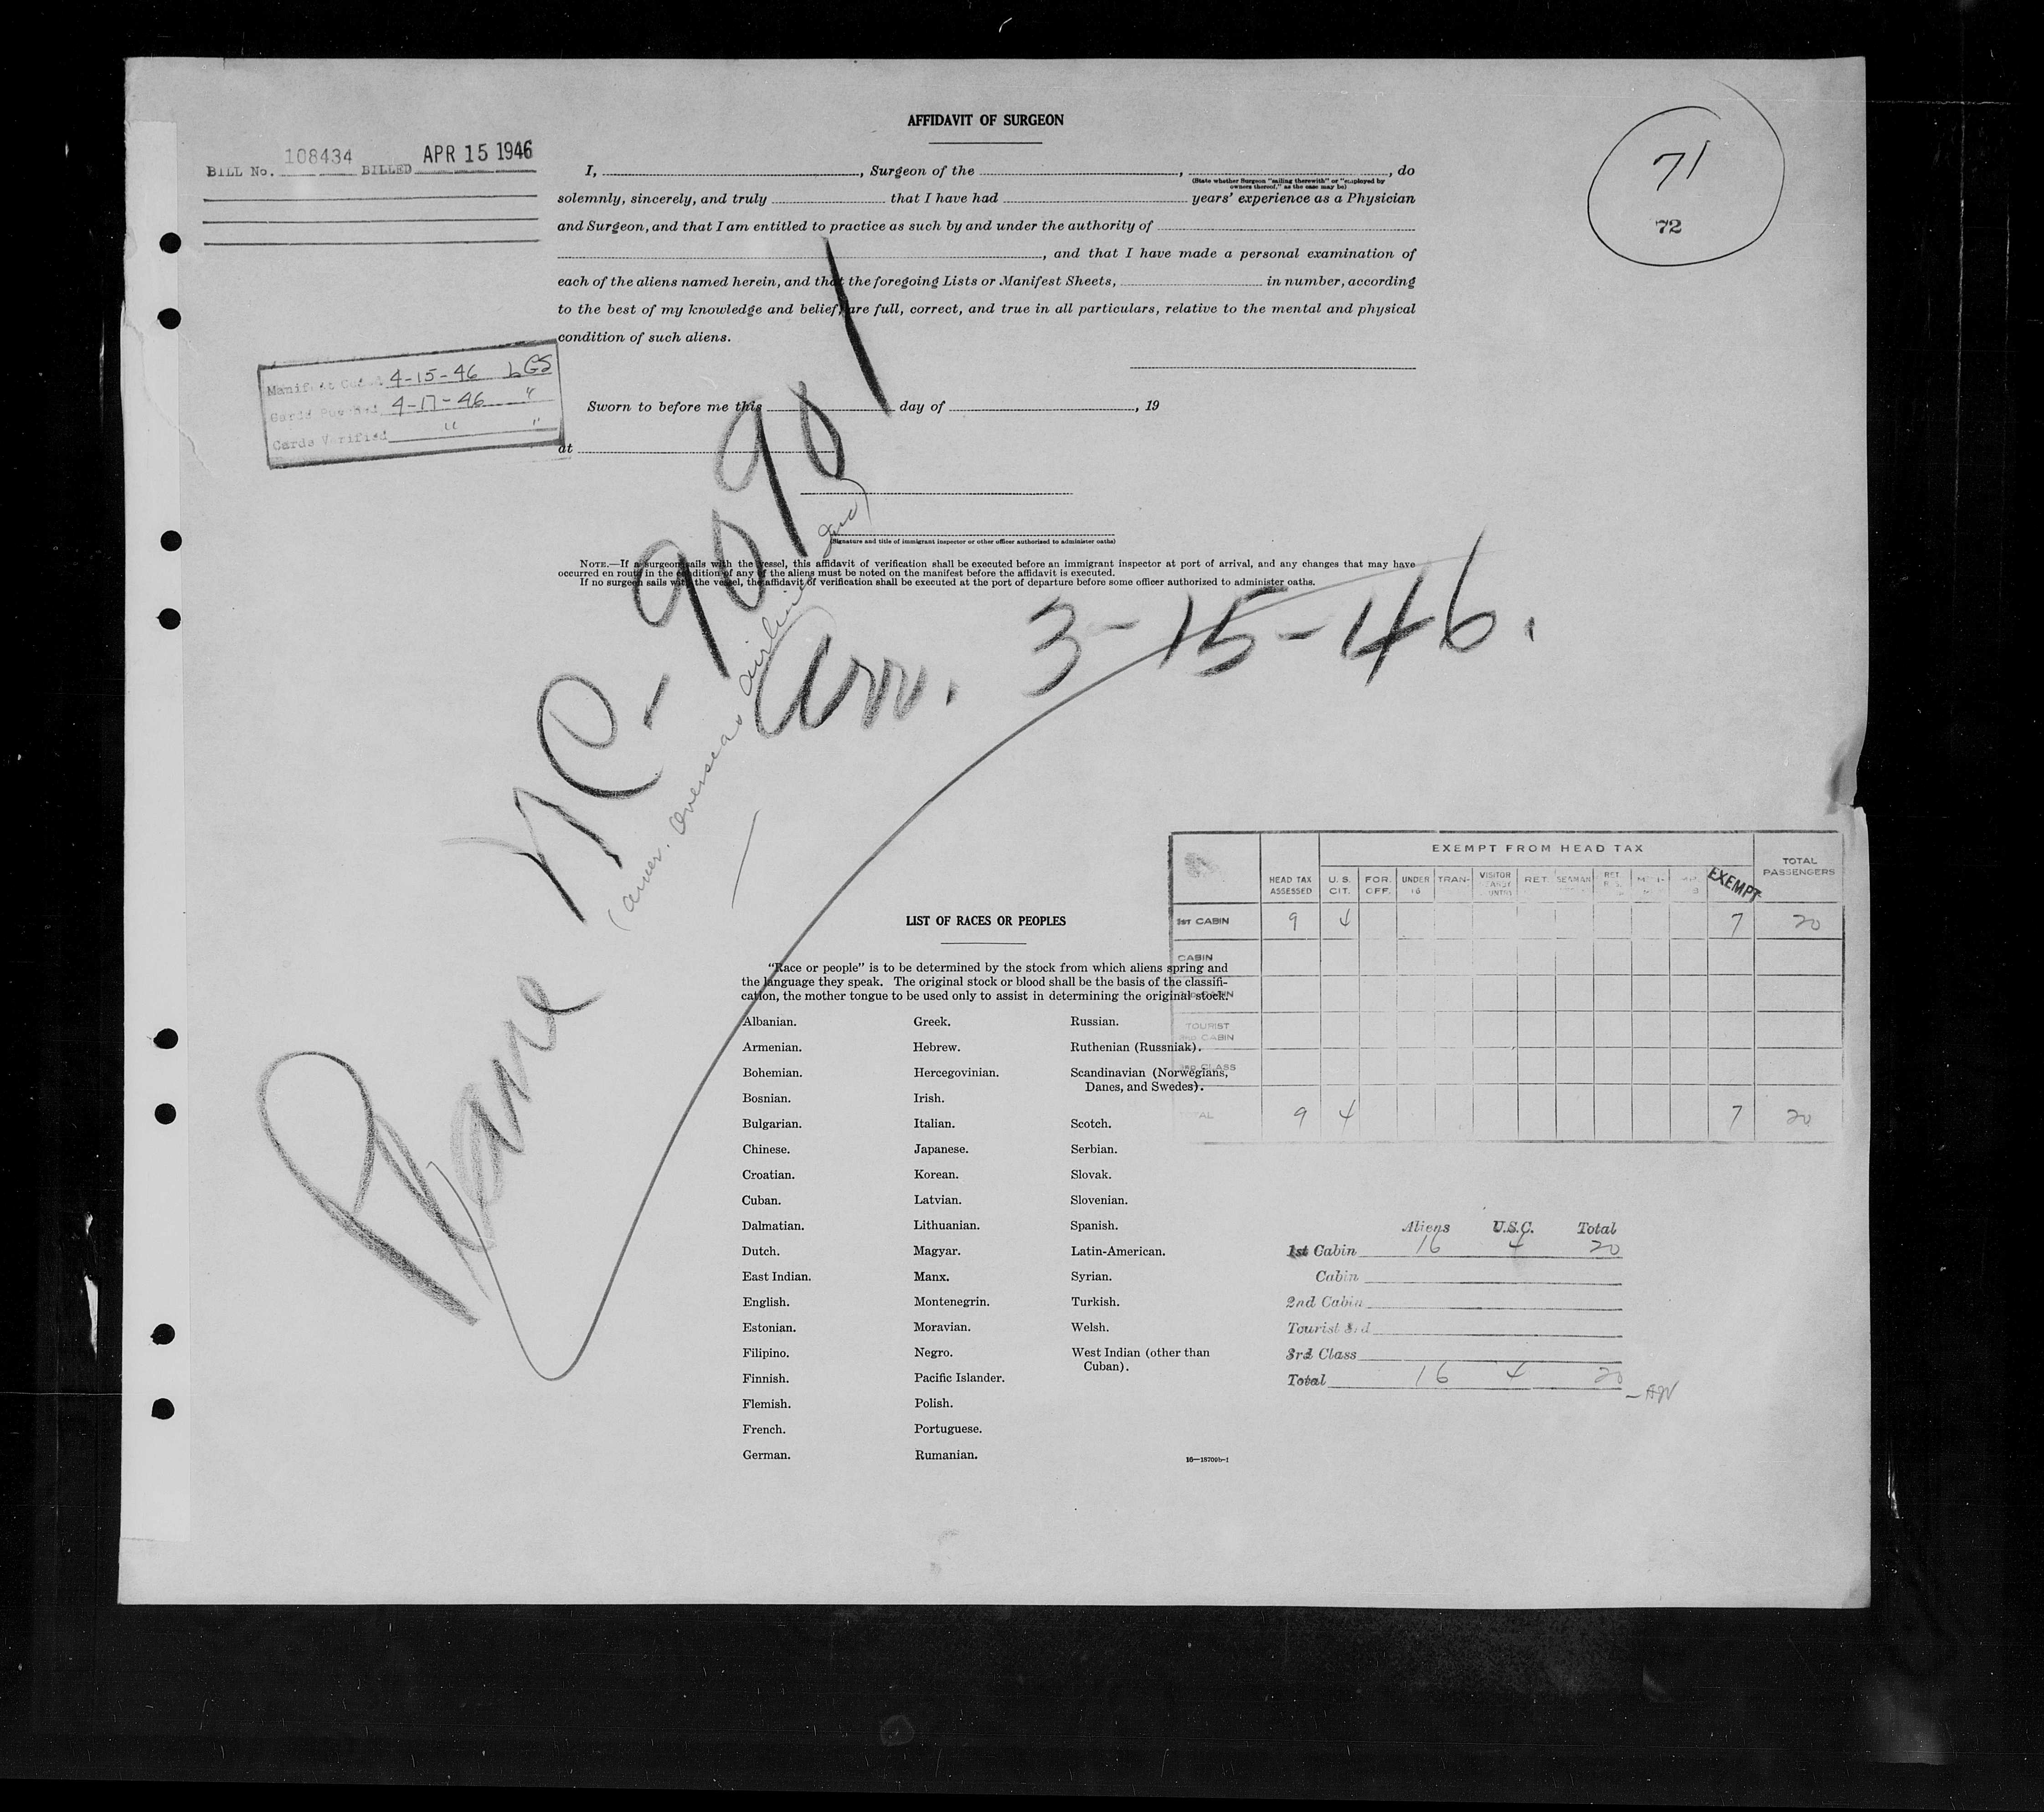 AFFIDAVIT OF SURGEON
71
72
BILL No. 108434 BILLED APR 15 1946
I, , Surgeon of the , , do
(State whether Surgeon "sailing therewith" or "employed by
owners thereof," as the case may be)
solemnly, sincerely, and truly that I have had years' experience as a Physician
and Surgeon, and that I am entitled to practice as such by and under the authority of
, and that I have made a personal examination of
each of the aliens named herein, and that the foregoing Lists or Manifest Sheets, in number, according
to the best of my knowledge and belief, are full, correct, and true in all particulars, relative to the mental and physical
condition of such aliens.
Manifest 4-15-46 LGS
Cards 4-17-46 "
Cards Verified " "
Sworn to before me this day of , 19
at
(Signature and title of immigrant inspector or other officer authorized to administer oaths)
NOTE.—If a surgeon sails with the vessel, this affidavit of verification shall be executed before an immigrant inspector at port of arrival, and any changes that may have
occurred en route in the condition of any of the aliens must be noted on the manifest before the affidavit is executed.
If no surgeon sails with the vessel, the affidavit of verification shall be executed at the port of departure before some officer authorized to administer oaths.
Plane NC-90901
(Amer. Overseas Airlines Inc)
Arr. 3-15-46.
EXEMPT FROM HEAD TAX
HEAD TAX ASSESSED U.S. CIT. FOR. OFF. UNDER 16 TRAN- VISITOR RET. SEAMAN RET. EXEMPT TOTAL PASSENGERS
1ST CABIN 9 4 7 20
CABIN
CABIN
TOURIST
CABIN
CLASS
TOTAL 9 4 7 20
LIST OF RACES OR PEOPLES
"Race or people" is to be determined by the stock from which aliens spring and
the language they speak. The original stock or blood shall be the basis of the classifi-
cation, the mother tongue to be used only to assist in determining the original stock.
Albanian. Greek. Russian.
Armenian. Hebrew. Ruthenian (Russniak).
Bohemian. Hercegovinian. Scandinavian (Norwegians,
Danes, and Swedes).
Bosnian. Irish.
Bulgarian. Italian. Scotch.
Chinese. Japanese. Serbian.
Croatian. Korean. Slovak.
Cuban. Latvian. Slovenian.
Dalmatian. Lithuanian. Spanish.
Dutch. Magyar. Latin-American.
East Indian. Manx. Syrian.
English. Montenegrin. Turkish.
Estonian. Moravian. Welsh.
Filipino. Negro. West Indian (other than
Cuban).
Finnish. Pacific Islander.
Flemish. Polish.
French. Portuguese.
German. Rumanian.
16—18709b-1
Aliens U.S.C. Total
1st Cabin 16 4 20
Cabin
2nd Cabin
Tourist 3rd
3rd Class
Total 16 4 20